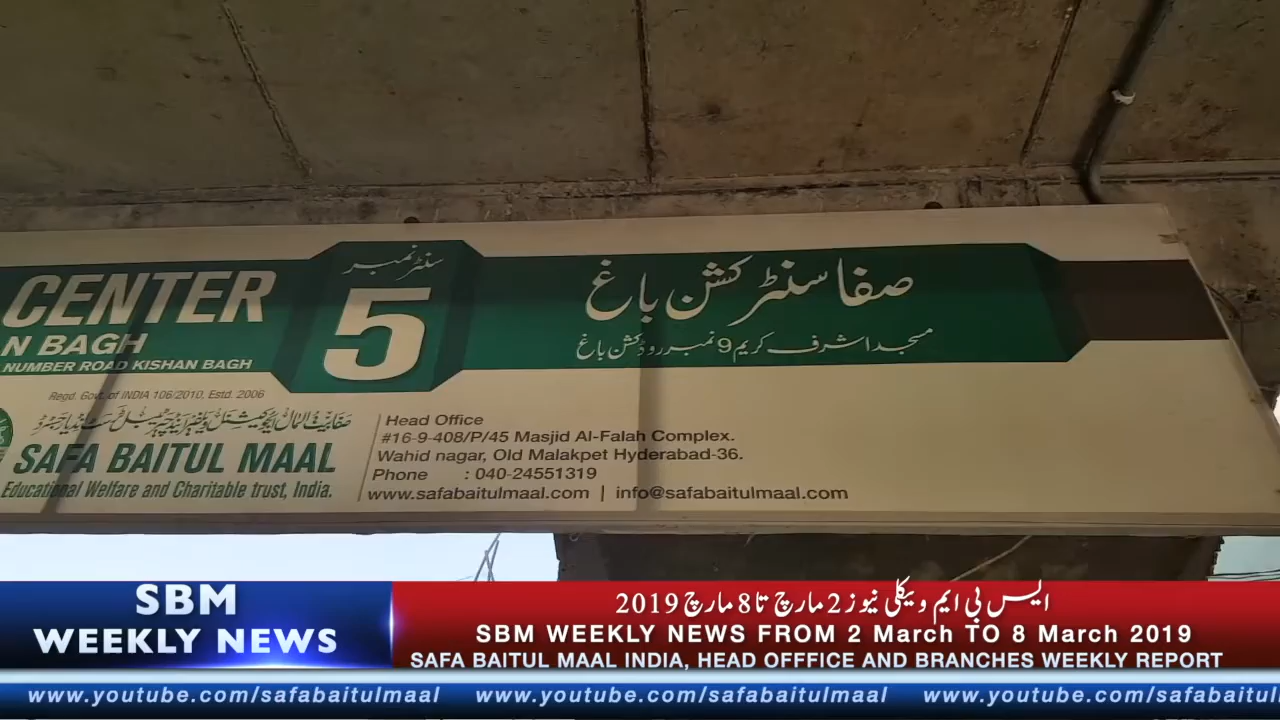 CENTER
N BAGH
NUMBER ROAD KISHAN BAGH
سنٹر نمبر
5
صفا سنٹر کشن باغ
مسجد اشرف کریم 9 نمبر روڈ کشن باغ
Regd. Govt. of INDIA 106/2010, Estd. 2006
SAFA BAITUL MAAL
Educational Welfare and Charitable trust, India.
Head Office
#16-9-408/P/45 Masjid Al-Falah Complex.
Wahid nagar, Old Malakpet Hyderabad-36.
Phone : 040-24551319
www.safabaitulmaal.com | info@safabaitulmaal.com
SBM
WEEKLY NEWS
ایس بی ایم ویکلی نیوز 2 مارچ تا 8 مارچ 2019
SBM WEEKLY NEWS FROM 2 March TO 8 March 2019
SAFA BAITUL MAAL INDIA, HEAD OFFFICE AND BRANCHES WEEKLY REPORT
www.youtube.com/safabaitulmaal www.youtube.com/safabaitulmaal www.youtube.com/safabaitul